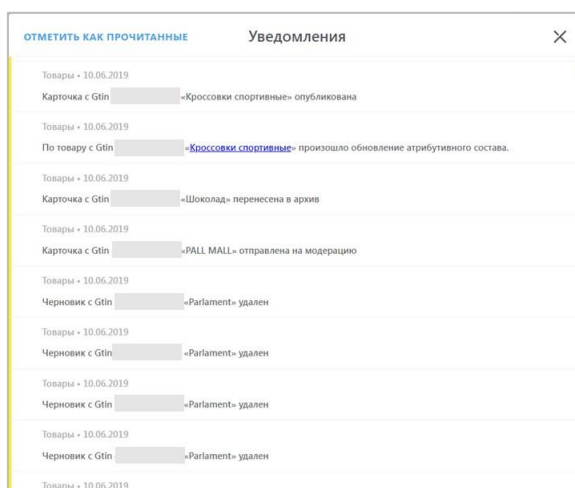 ОТМЕТИТЬ КАК ПРОЧИТАННЫЕ Уведомления
Товары • 10.06.2019
Карточка с Gtin «Кроссовки спортивные» опубликована
Товары • 10.06.2019
По товару с Gtin «Кроссовки спортивные» произошло обновление атрибутивного состава.
Товары • 10.06.2019
Карточка с Gtin «Шоколад» перенесена в архив
Товары • 10.06.2019
Карточка с Gtin «PALL MALL» отправлена на модерацию
Товары • 10.06.2019
Черновик с Gtin «Parlament» удален
Товары • 10.06.2019
Черновик с Gtin «Parlament» удален
Товары • 10.06.2019
Черновик с Gtin «Parlament» удален
Товары • 10.06.2019
Черновик с Gtin «Parlament» удален
Товары • 10.06.2019